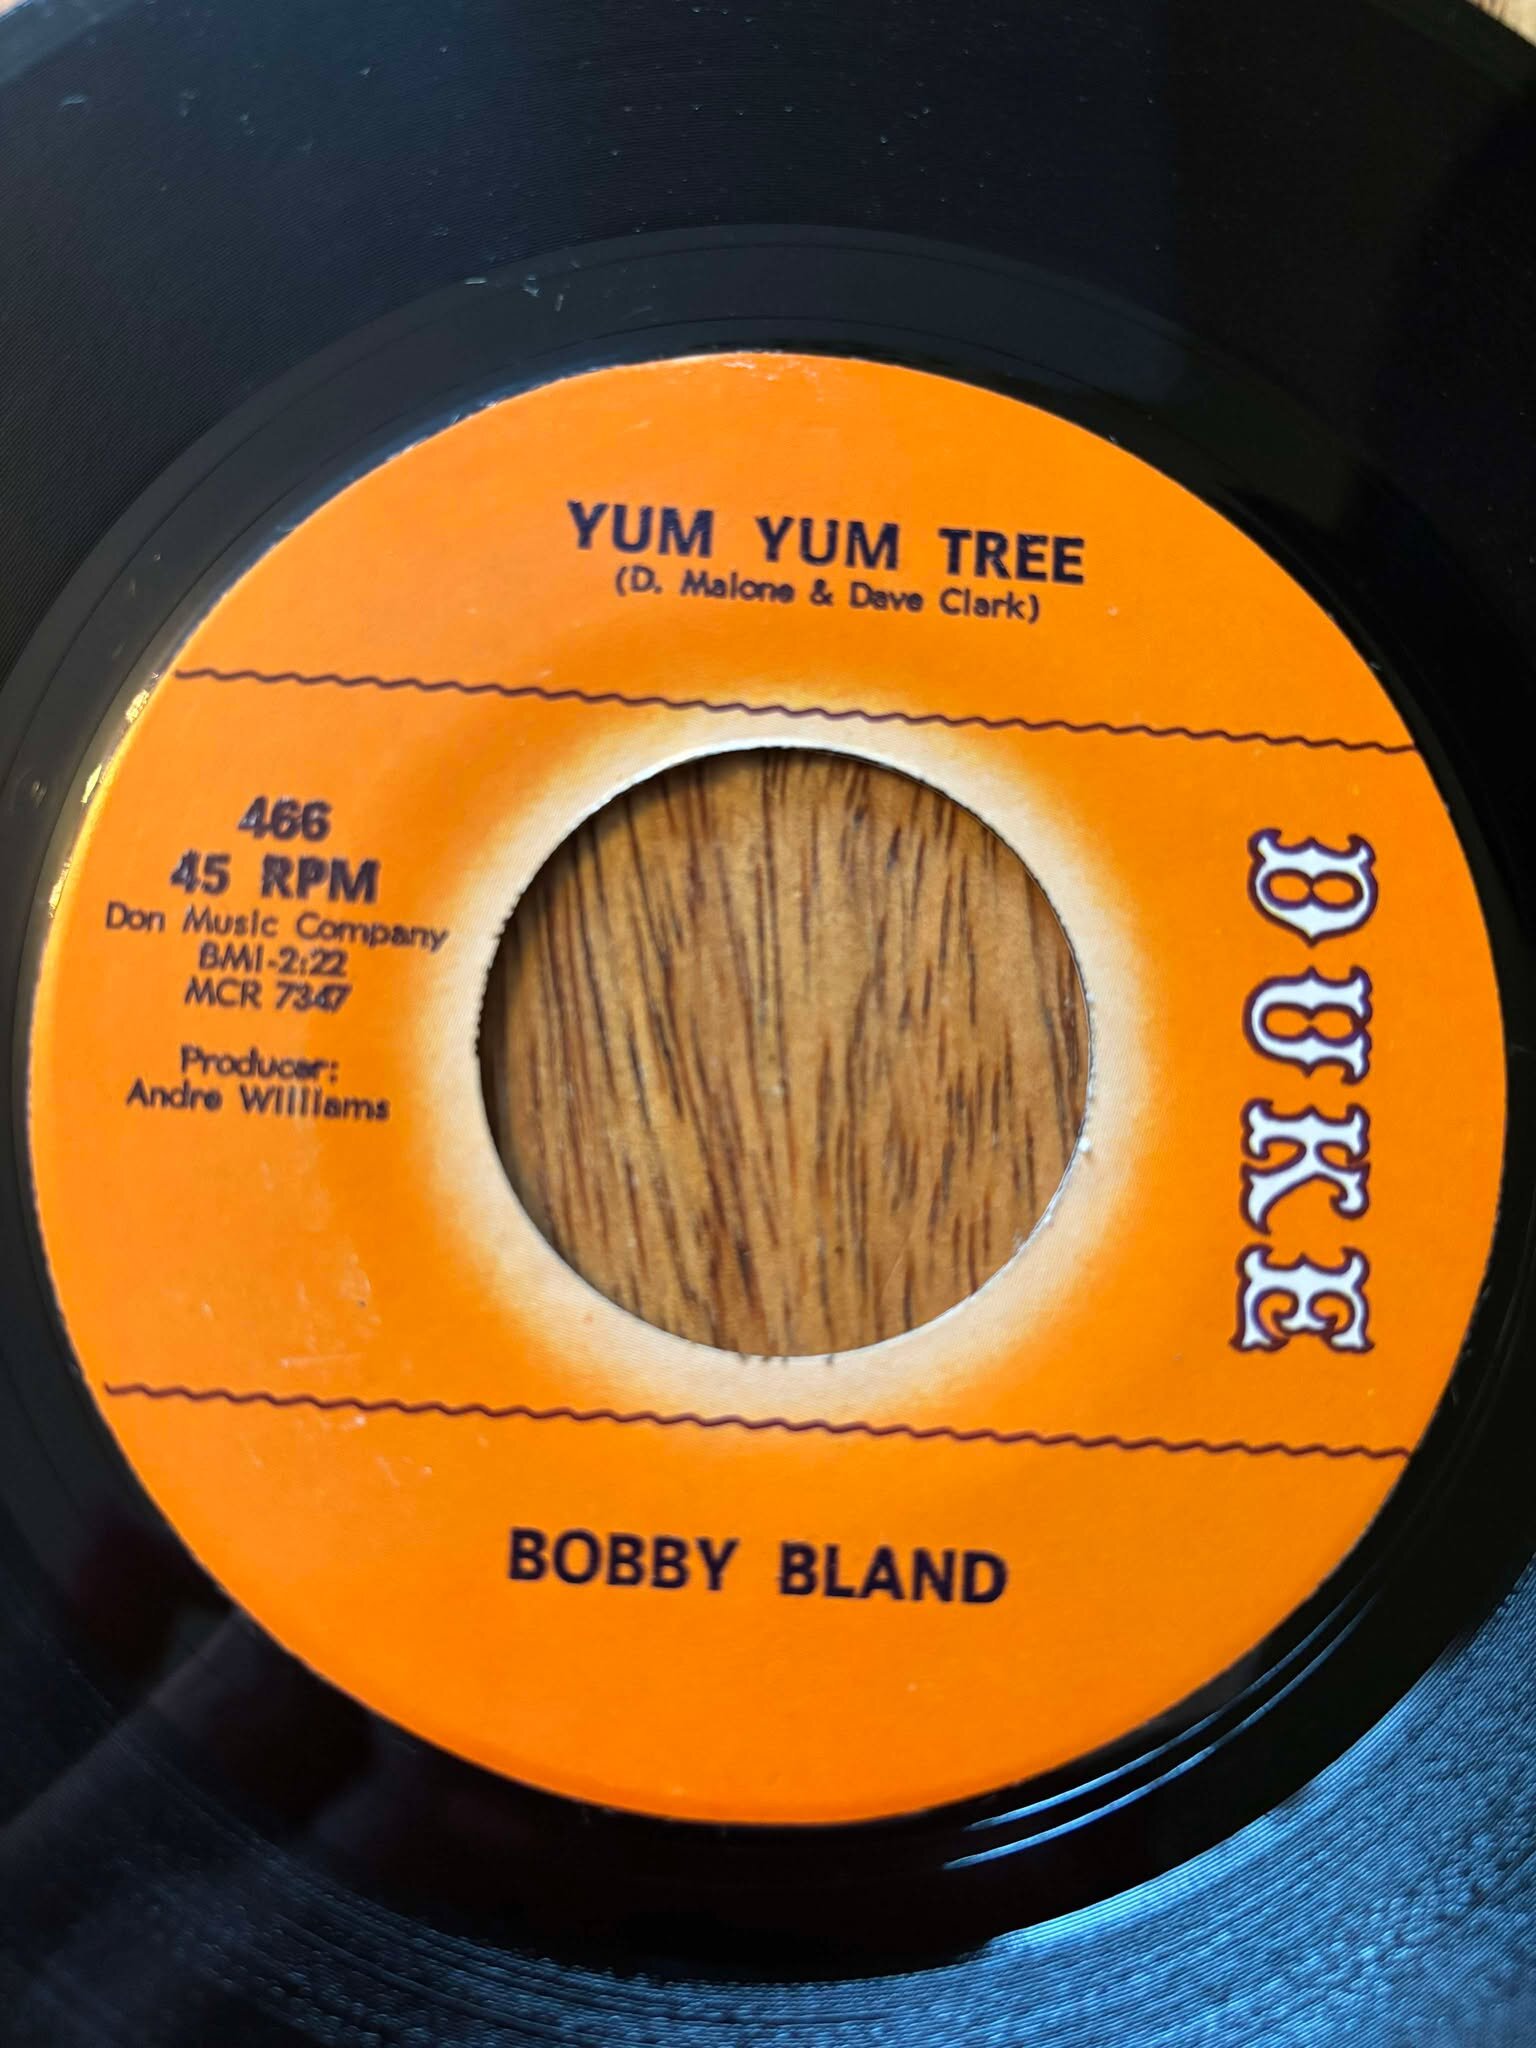 YUM YUM TREE
(D. Malone & Dave Clark)
466
45 RPM
Don Music Company
BMI-2:22
MCR 7347
Producer:
Andre Williams
DUKE
BOBBY BLAND